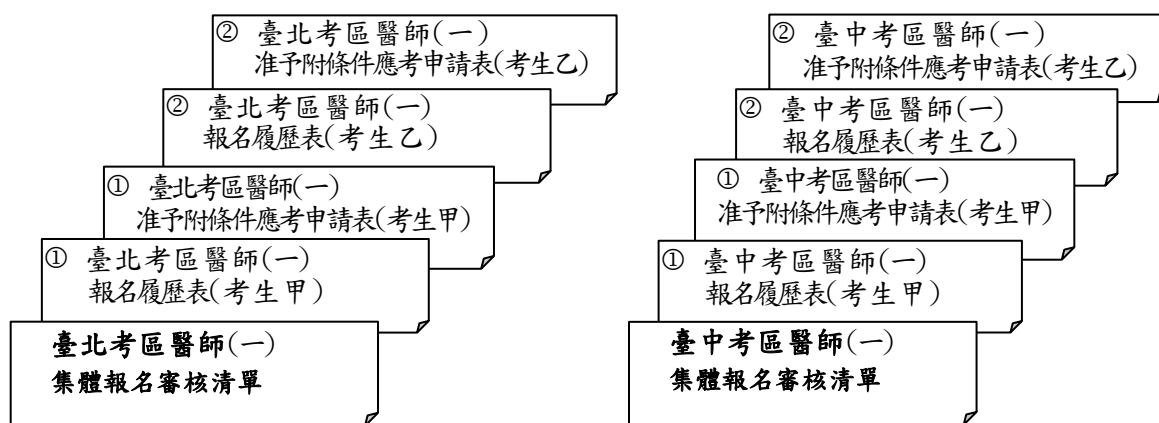 ② 臺北考區醫師(一)
准予附條件應考申請表(考生乙)
② 臺北考區醫師(一)
報名履歷表(考生乙)
① 臺北考區醫師(一)
准予附條件應考申請表(考生甲)
① 臺北考區醫師(一)
報名履歷表(考生甲)
臺北考區醫師(一)
集體報名審核清單
② 臺中考區醫師(一)
准予附條件應考申請表(考生乙)
② 臺中考區醫師(一)
報名履歷表(考生乙)
① 臺中考區醫師(一)
准予附條件應考申請表(考生甲)
① 臺中考區醫師(一)
報名履歷表(考生甲)
臺中考區醫師(一)
集體報名審核清單